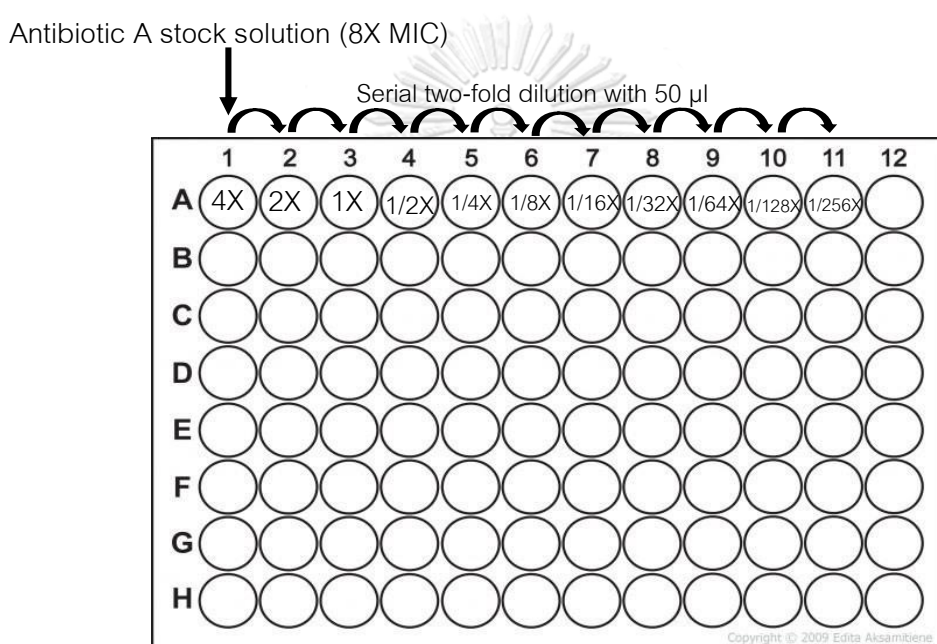 Antibiotic A stock solution (8X MIC)
Serial two-fold dilution with 50 µl
1 2 3 4 5 6 7 8 9 10 11 12
A 4X 2X 1X 1/2X 1/4X 1/8X 1/16X 1/32X 1/64X 1/128X 1/256X
B
C
D
E
F
G
H
Copyright © 2009 Edita Aksamitiene